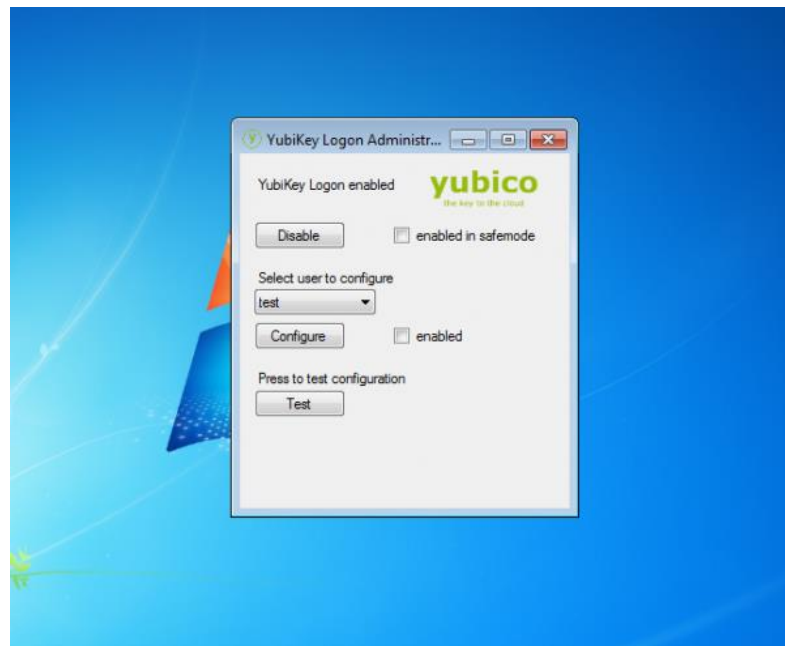 YubiKey Logon Administr...
YubiKey Logon enabled
yubico
the key to the cloud
Disable
enabled in safemode
Select user to configure
test
Configure
enabled
Press to test configuration
Test